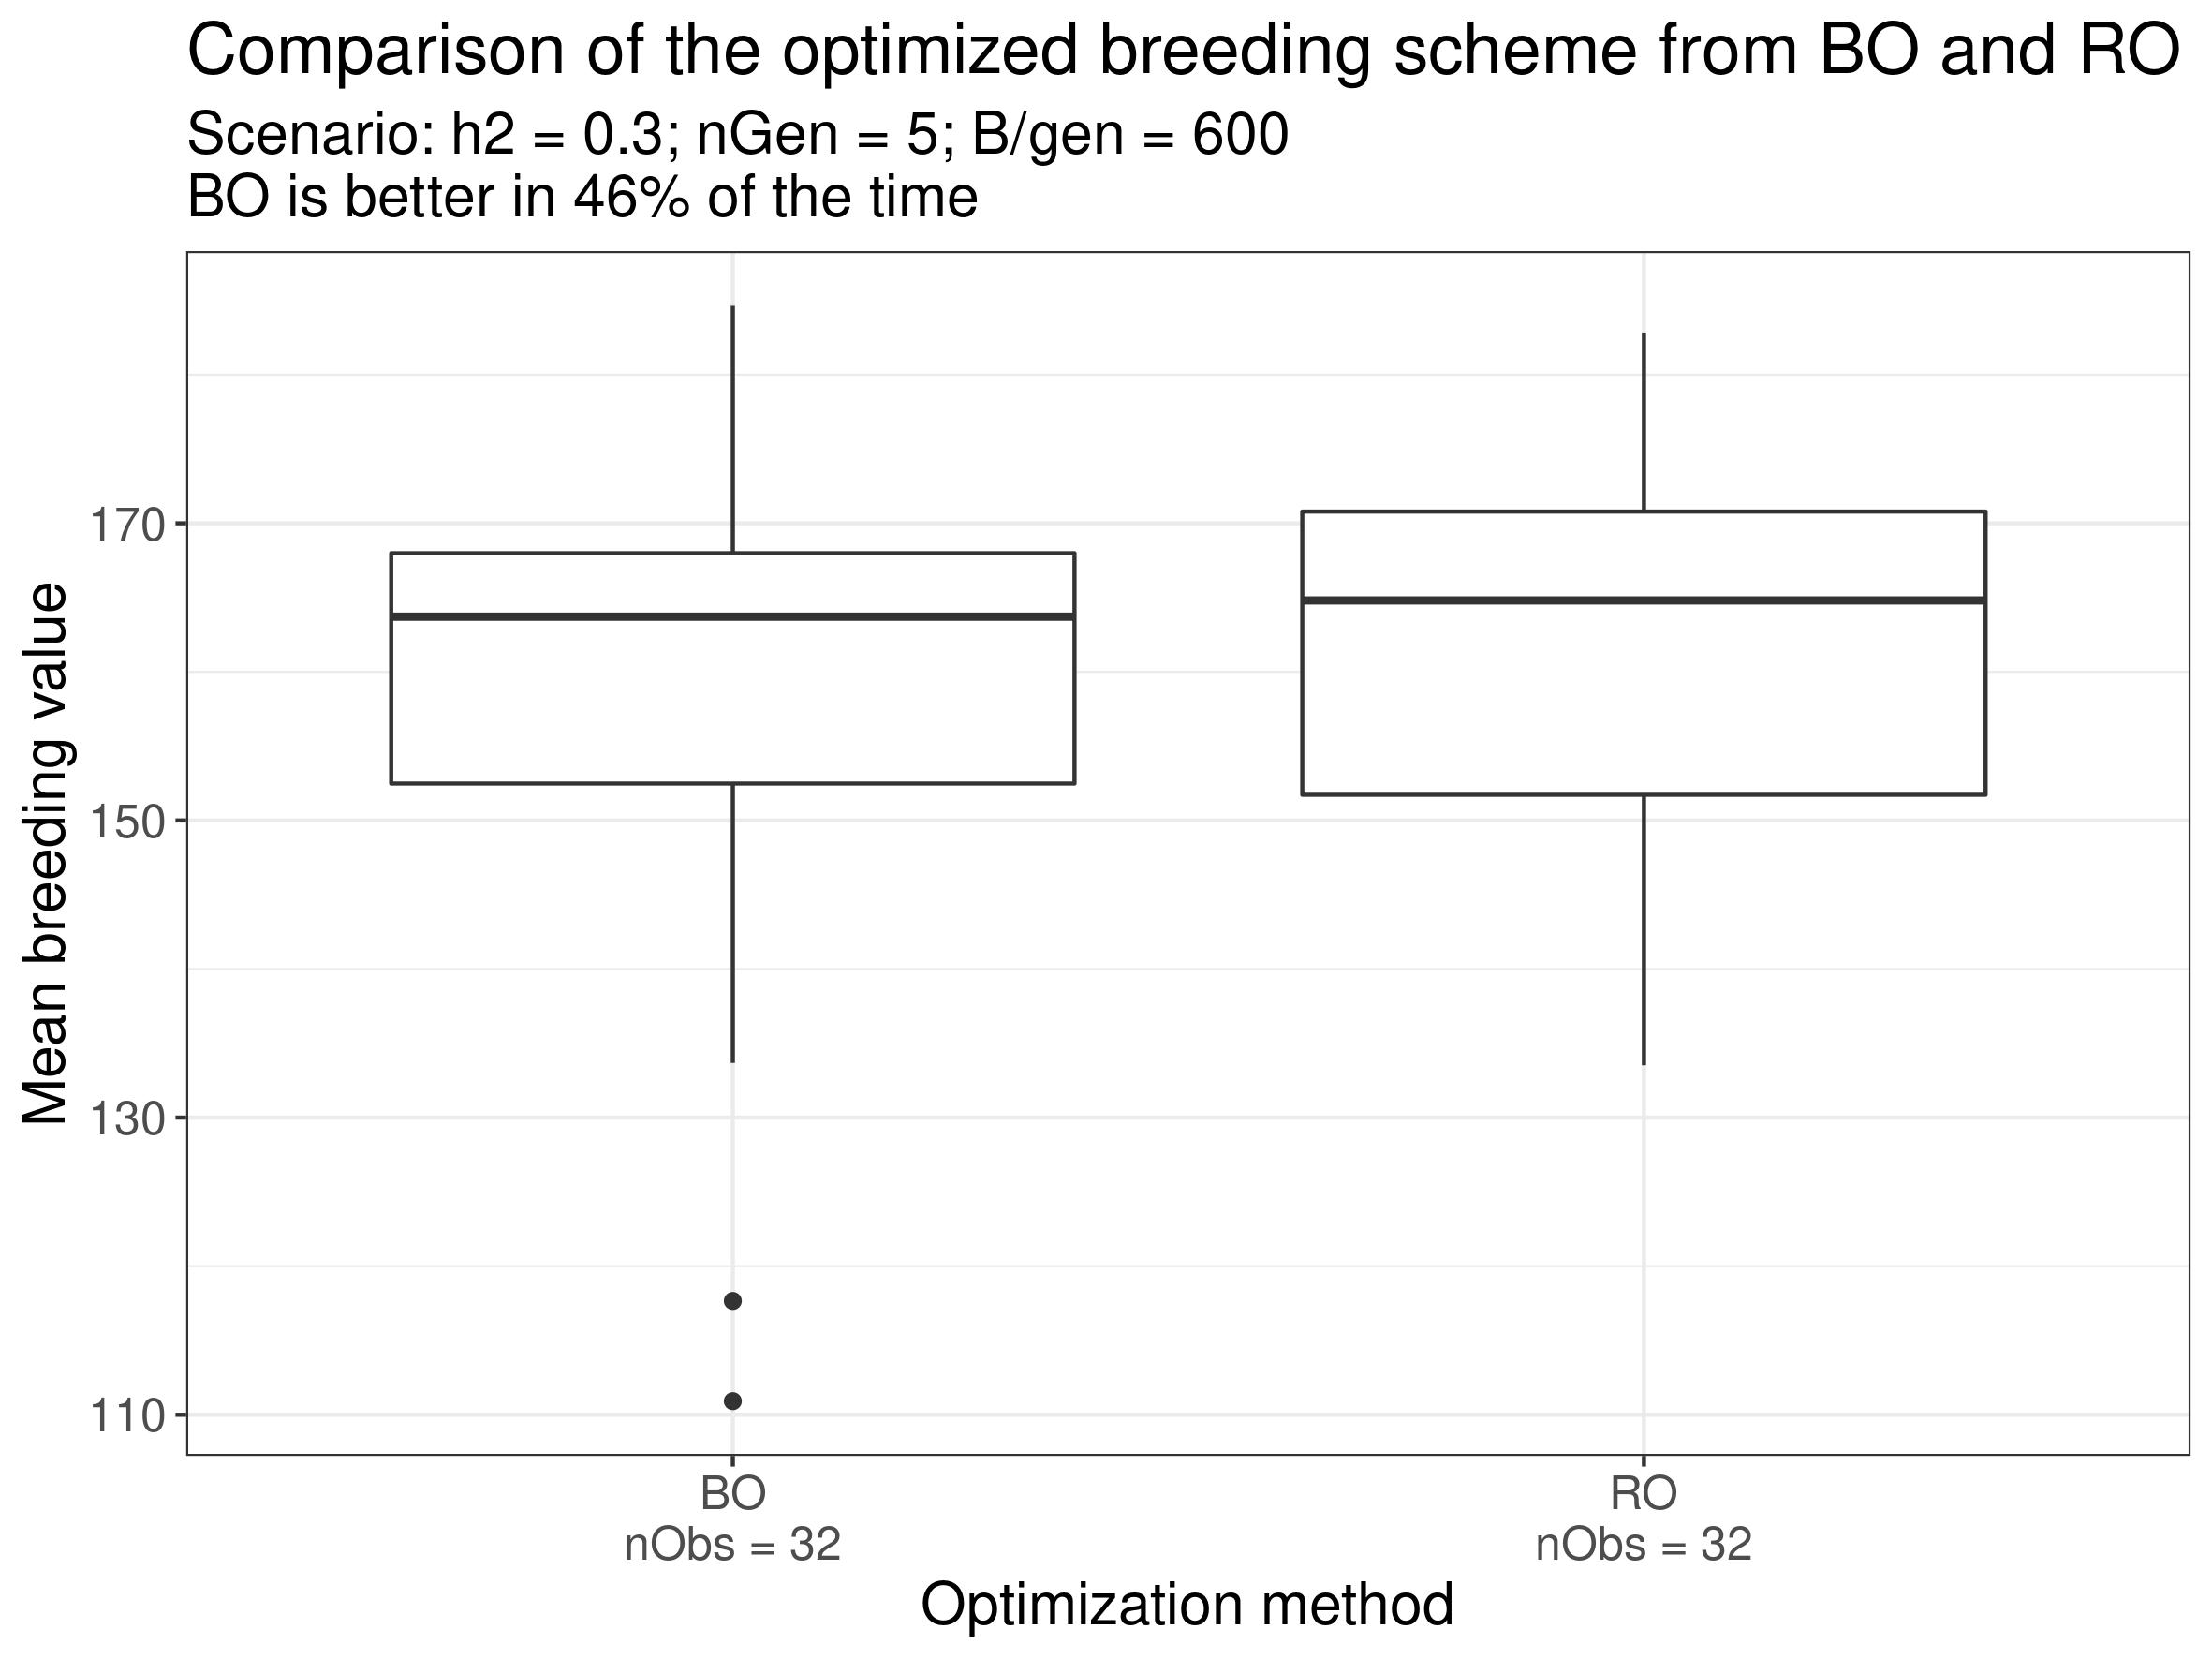 Comparison of the optimized breeding scheme from BO and RO
Scenario: h2 = 0.3; nGen = 5; B/gen = 600
BO is better in 46% of the time
Mean breeding value
170
150
130
110
BO
nObs = 32
RO
nObs = 32
Optimization method